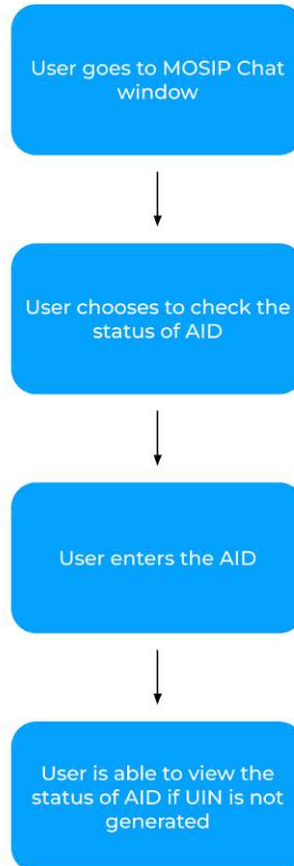 User goes to MOSIP Chat
window
User chooses to check the
status of AID
User enters the AID
User is able to view the
status of AID if UIN is not
generated